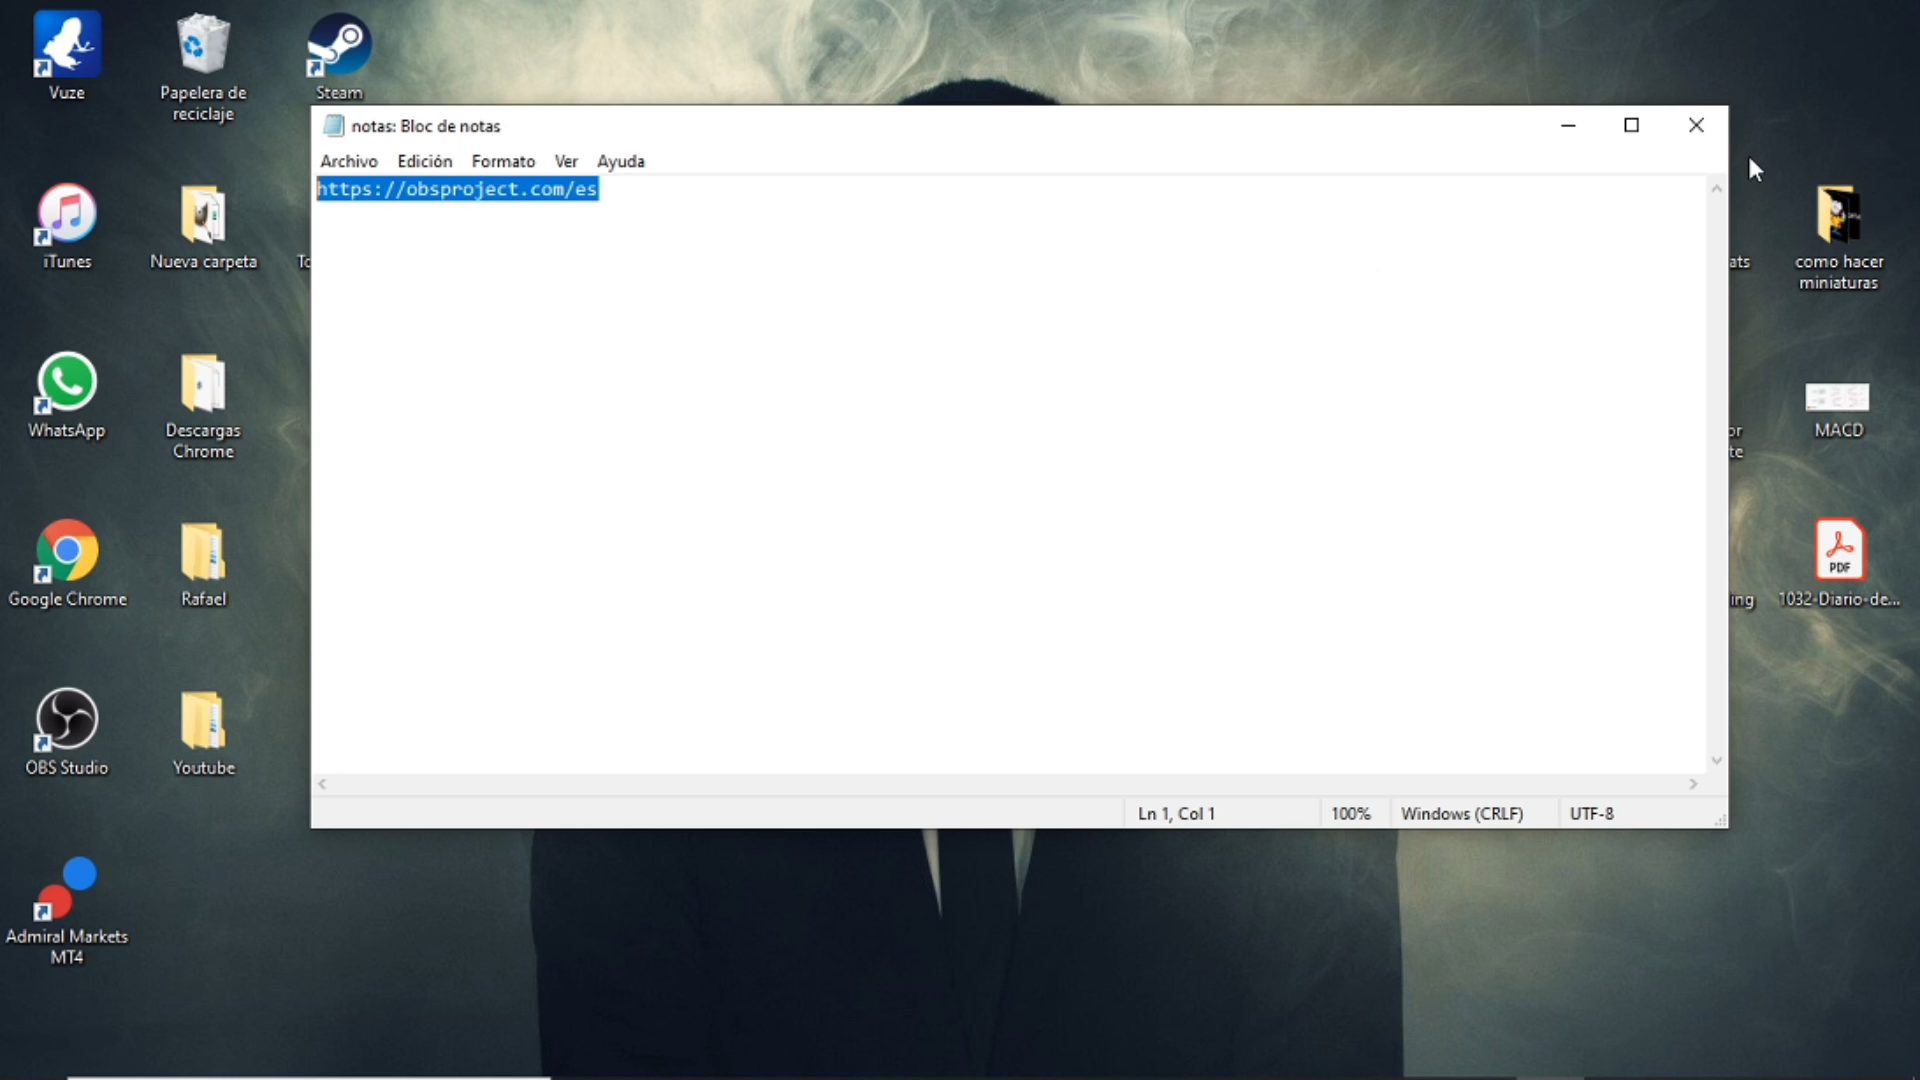 Vuze
Papelera de
reciclaje
Steam
notas: Bloc de notas
Archivo Edición Formato Ver Ayuda
https://obsproject.com/es
iTunes
Nueva carpeta
como hacer
miniaturas
WhatsApp
Descargas
Chrome
MACD
Google Chrome
Rafael
PDF
1032-Diario-de...
OBS Studio
Youtube
Ln 1, Col 1
100%
Windows (CRLF)
UTF-8
Admiral Markets
MT4